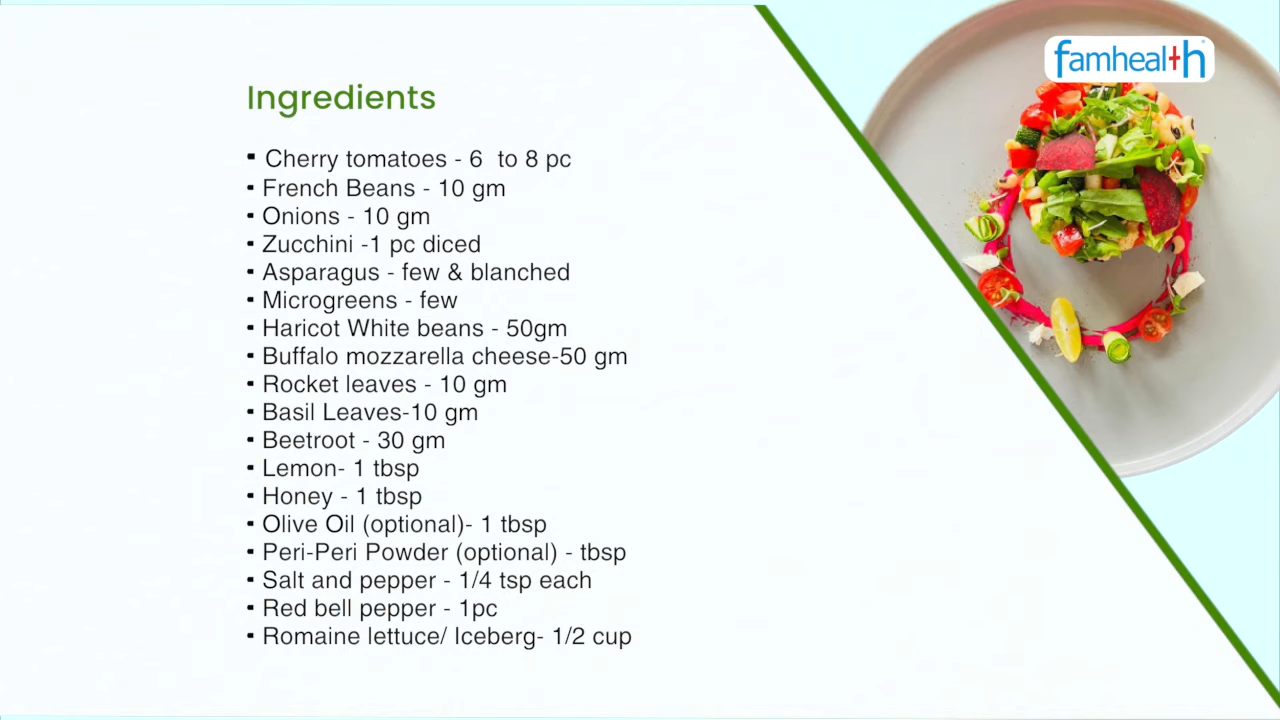 famhealth
Ingredients
▪ Cherry tomatoes - 6 to 8 pc
▪ French Beans - 10 gm
▪ Onions - 10 gm
▪ Zucchini -1 pc diced
▪ Asparagus - few & blanched
▪ Microgreens - few
▪ Haricot White beans - 50gm
▪ Buffalo mozzarella cheese-50 gm
▪ Rocket leaves - 10 gm
▪ Basil Leaves-10 gm
▪ Beetroot - 30 gm
▪ Lemon- 1 tbsp
▪ Honey - 1 tbsp
▪ Olive Oil (optional)- 1 tbsp
▪ Peri-Peri Powder (optional) - tbsp
▪ Salt and pepper - 1/4 tsp each
▪ Red bell pepper - 1pc
▪ Romaine lettuce/ Iceberg- 1/2 cup